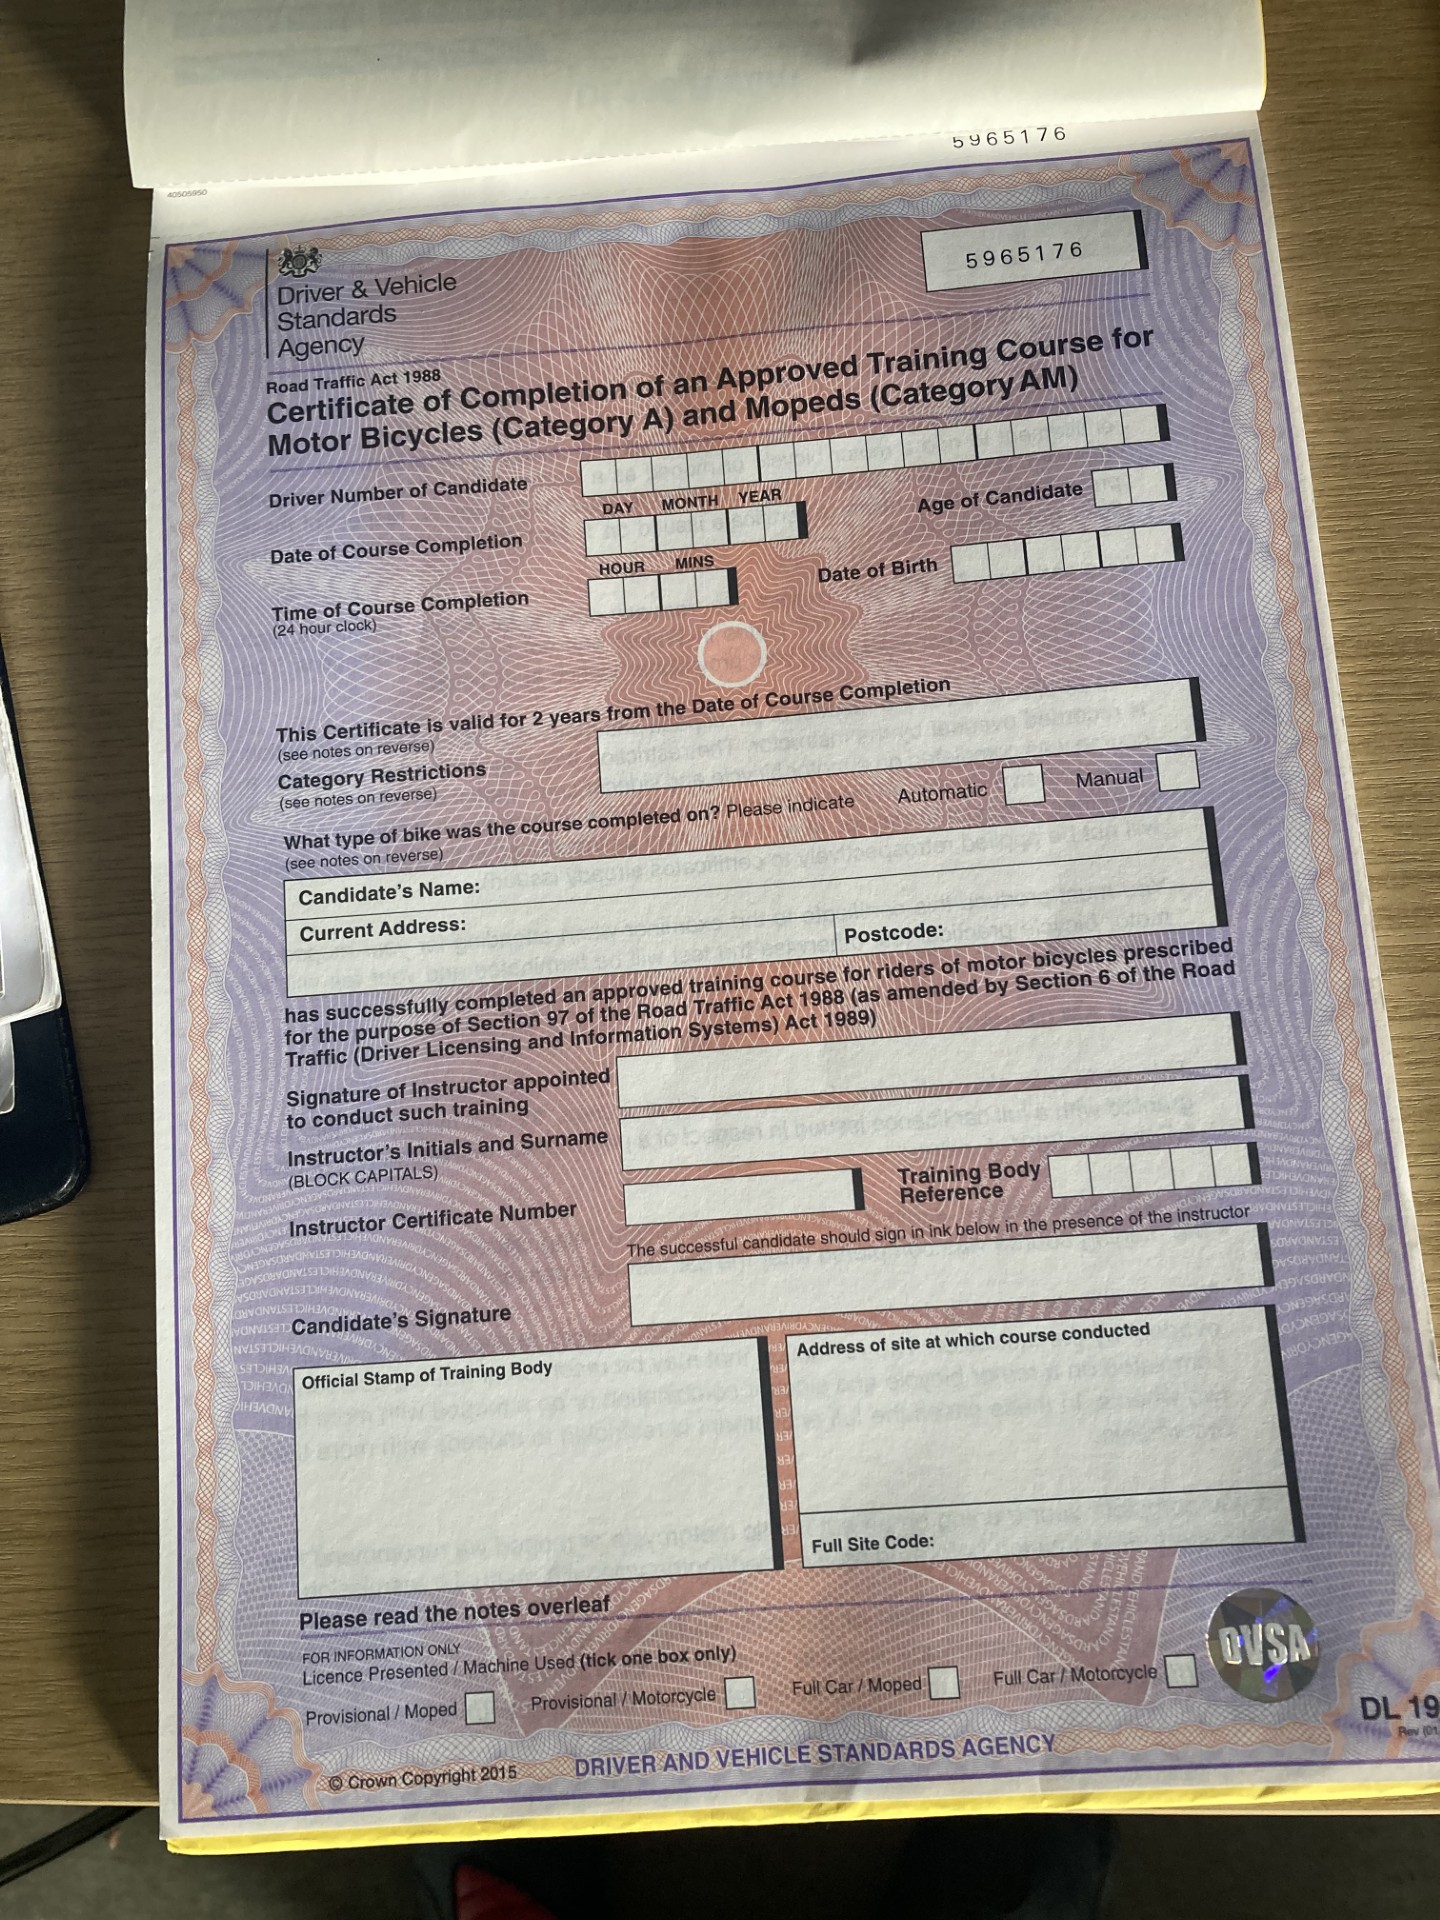 5965176
40505950
5965176
Driver & Vehicle
Standards
Agency
Road Traffic Act 1988
Certificate of Completion of an Approved Training Course for
Motor Bicycles (Category A) and Mopeds (Category AM)
Driver Number of Candidate
DAY MONTH YEAR
Age of Candidate
Date of Course Completion
HOUR MINS
Date of Birth
Time of Course Completion
(24 hour clock)
This Certificate is valid for 2 years from the Date of Course Completion
(see notes on reverse)
Category Restrictions
(see notes on reverse)
What type of bike was the course completed on? Please indicate Automatic Manual
(see notes on reverse)
Candidate's Name:
Current Address:
Postcode:
has successfully completed an approved training course for riders of motor bicycles prescribed
for the purpose of Section 97 of the Road Traffic Act 1988 (as amended by Section 6 of the Road
Traffic (Driver Licensing and Information Systems) Act 1989)
Signature of Instructor appointed
to conduct such training
Instructor's Initials and Surname
(BLOCK CAPITALS)
Training Body
Reference
Instructor Certificate Number
The successful candidate should sign in ink below in the presence of the instructor
Candidate's Signature
Official Stamp of Training Body
Address of site at which course conducted
Full Site Code:
Please read the notes overleaf
FOR INFORMATION ONLY
Licence Presented / Machine Used (tick one box only)
Provisional / Moped Provisional / Motorcycle Full Car / Moped Full Car / Motorcycle
DVSA
DL 19
Rev (01
© Crown Copyright 2015
DRIVER AND VEHICLE STANDARDS AGENCY